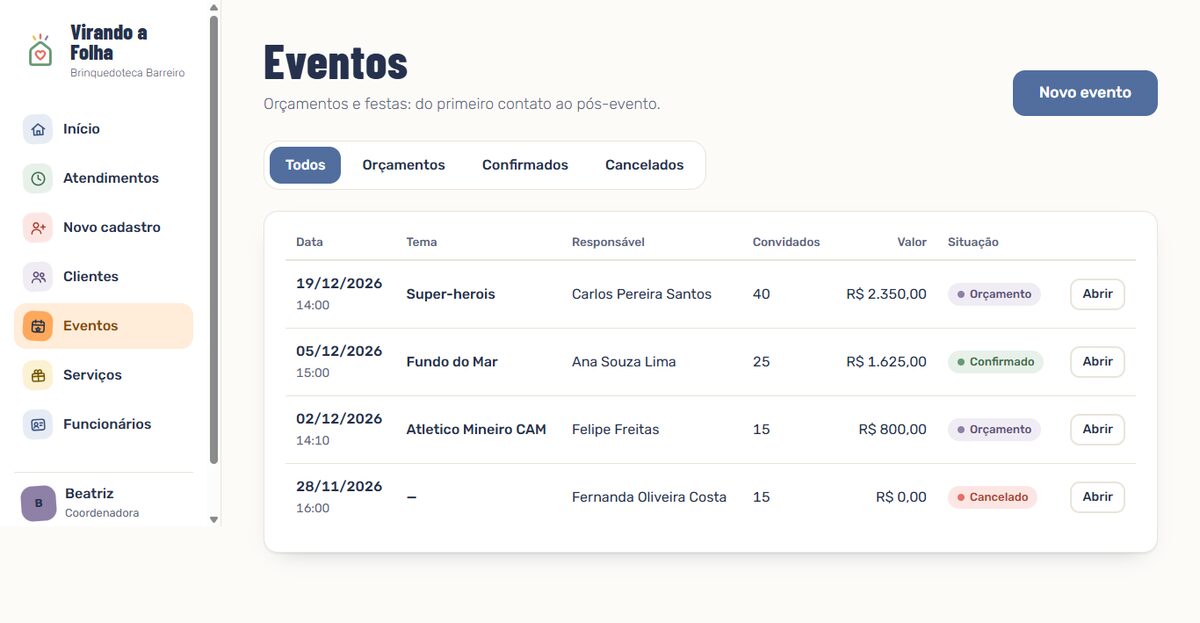 Virando a
Folha
Brinquedoteca Barreiro
Início
Atendimentos
Novo cadastro
Clientes
Eventos
Serviços
Funcionários
B
Beatriz
Coordenadora
Eventos
Orçamentos e festas: do primeiro contato ao pós-evento.
Novo evento
Todos Orçamentos Confirmados Cancelados
Data Tema Responsável Convidados Valor Situação
19/12/2026
14:00
Super-herois Carlos Pereira Santos 40 R$ 2.350,00 Orçamento Abrir
05/12/2026
15:00
Fundo do Mar Ana Souza Lima 25 R$ 1.625,00 Confirmado Abrir
02/12/2026
14:10
Atletico Mineiro CAM Felipe Freitas 15 R$ 800,00 Orçamento Abrir
28/11/2026
16:00
– Fernanda Oliveira Costa 15 R$ 0,00 Cancelado Abrir